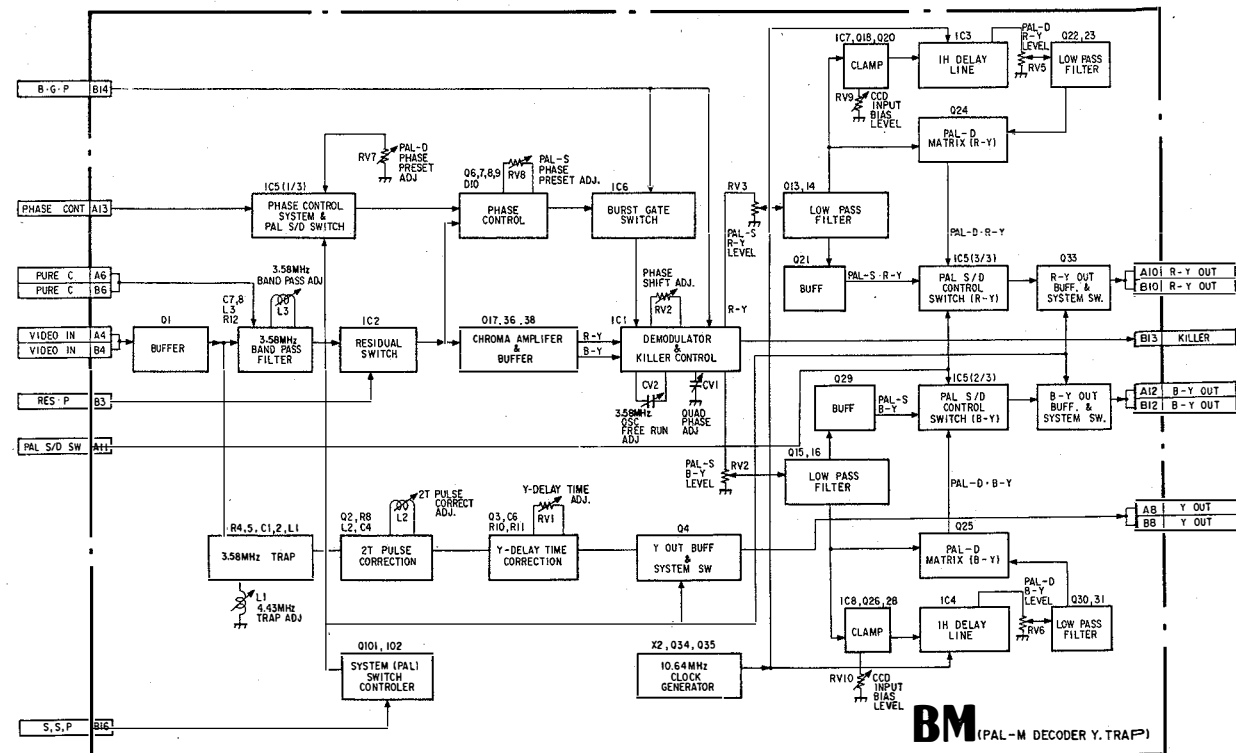 B·G·P B14
PHASE CONT A13
PURE C A6
PURE C B6
VIDEO IN A4
VIDEO IN B4
RES·P B3
PAL S/D SW A11
S,S,P B16
RV7
PAL-D
PHASE
PRESET
ADJ
IC5(1/3)
PHASE CONTROL
SYSTEM &
PAL S/D SWITCH
Q6,7,8,9
D10
RV8
PAL-S
PHASE
PRESET ADJ.
PHASE
CONTROL
IC6
BURST GATE
SWITCH
3.58MHz
BAND PASS ADJ
C7,8
L3
R12
L3
3.58MHz
BAND PASS
FILTER
Q1
BUFFER
IC2
RESIDUAL
SWITCH
Q17,36,38
CHROMA AMPLIFER
&
BUFFER
R-Y
B-Y
PHASE
SHIFT ADJ.
RV2
IC1
DEMODULATOR
&
KILLER CONTROL
R-Y
CV2
3.58MHz
OSC
FREE RUN
ADJ
CV1
QUAD
PHASE
ADJ
R4,5,C1,2,L1
3.58MHz TRAP
L1
4.43MHz
TRAP ADJ
Q2,R8
L2,C4
L2
2T PULSE
CORRECT
ADJ.
2T PULSE
CORRECTION
Q3,C6
R10,R11
Y-DELAY TIME
ADJ.
RV1
Y-DELAY TIME
CORRECTION
Q4
Y OUT BUFF
&
SYSTEM SW
Q101,102
SYSTEM (PAL)
SWITCH
CONTROLER
X2,Q34,Q35
10.64MHz
CLOCK
GENERATOR
IC7,Q18,Q20
CLAMP
RV9
CCD
INPUT
BIAS
LEVEL
IC3
1H DELAY
LINE
PAL-D
R-Y
LEVEL
RV5
Q22,23
LOW PASS
FILTER
Q24
PAL-D
MATRIX (R-Y)
RV3
PAL-S
R-Y
LEVEL
Q13,14
LOW PASS
FILTER
PAL-D·R-Y
Q21
BUFF
PAL-S·R-Y
IC5(3/3)
PAL S/D
CONTROL
SWITCH (R-Y)
Q33
R-Y OUT
BUFF. &
SYSTEM SW.
A10 R-Y OUT
B10 R-Y OUT
B13 KILLER
Q29
BUFF
PAL-S
B-Y
IC5(2/3)
PAL S/D
CONTROL
SWITCH (B-Y)
B-Y OUT
BUFF. &
SYSTEM SW.
A12 B-Y OUT
B12 B-Y OUT
PAL-S
B-Y
LEVEL
RV2
Q15,16
LOW PASS
FILTER
PAL-D·B-Y
A8 Y OUT
B8 Y OUT
Q25
PAL-D
MATRIX (B-Y)
IC8,Q26,28
CLAMP
RV10
CCD
INPUT
BIAS
LEVEL
IC4
1H DELAY
LINE
PAL-D
B-Y
LEVEL
RV6
Q30,31
LOW PASS
FILTER
BM (PAL-M DECODER Y. TRAP)